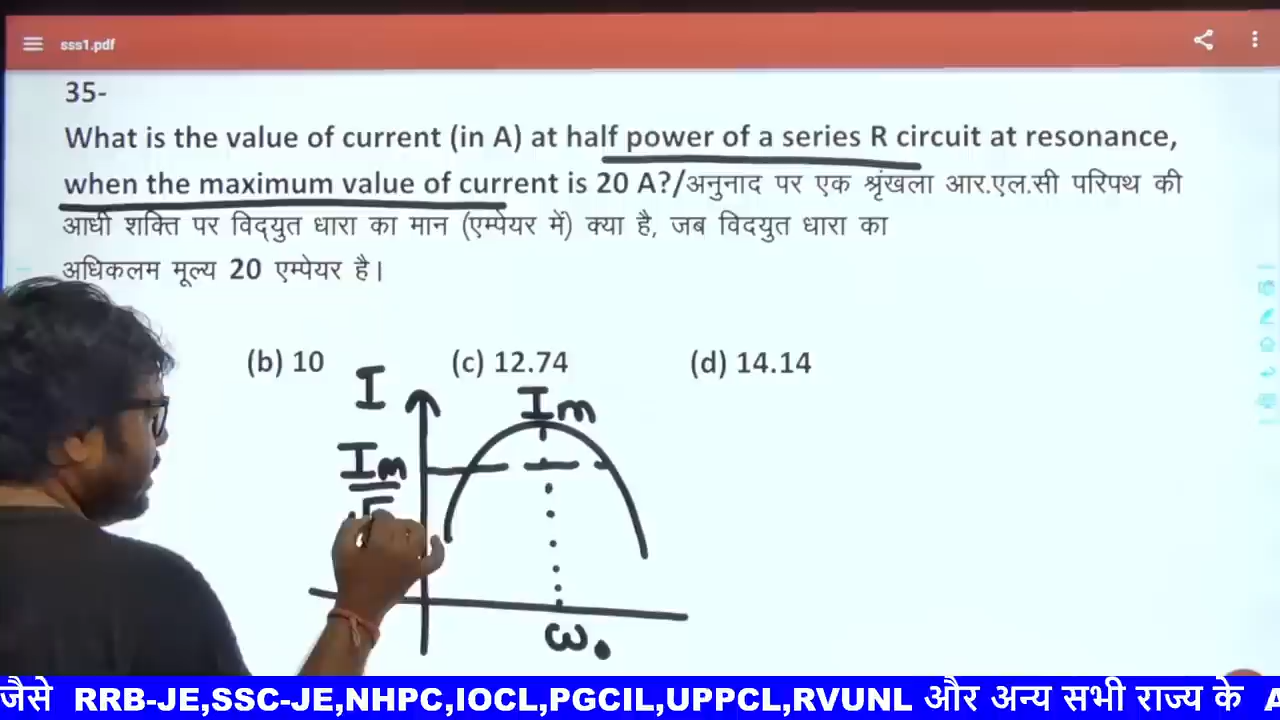 sss1.pdf
35-
What is the value of current (in A) at half power of a series R circuit at resonance,
when the maximum value of current is 20 A?/अनुनाद पर एक श्रृंखला आर.एल.सी परिपथ की
आधी शक्ति पर विद्युत धारा का मान (एम्पेयर में) क्या है, जब विदयुत धारा का
अधिकलम मूल्य 20 एम्पेयर है।
(b) 10 (c) 12.74 (d) 14.14
I
Im
Im
ω₀
जैसे RRB-JE,SSC-JE,NHPC,IOCL,PGCIL,UPPCL,RVUNL और अन्य सभी राज्य के A